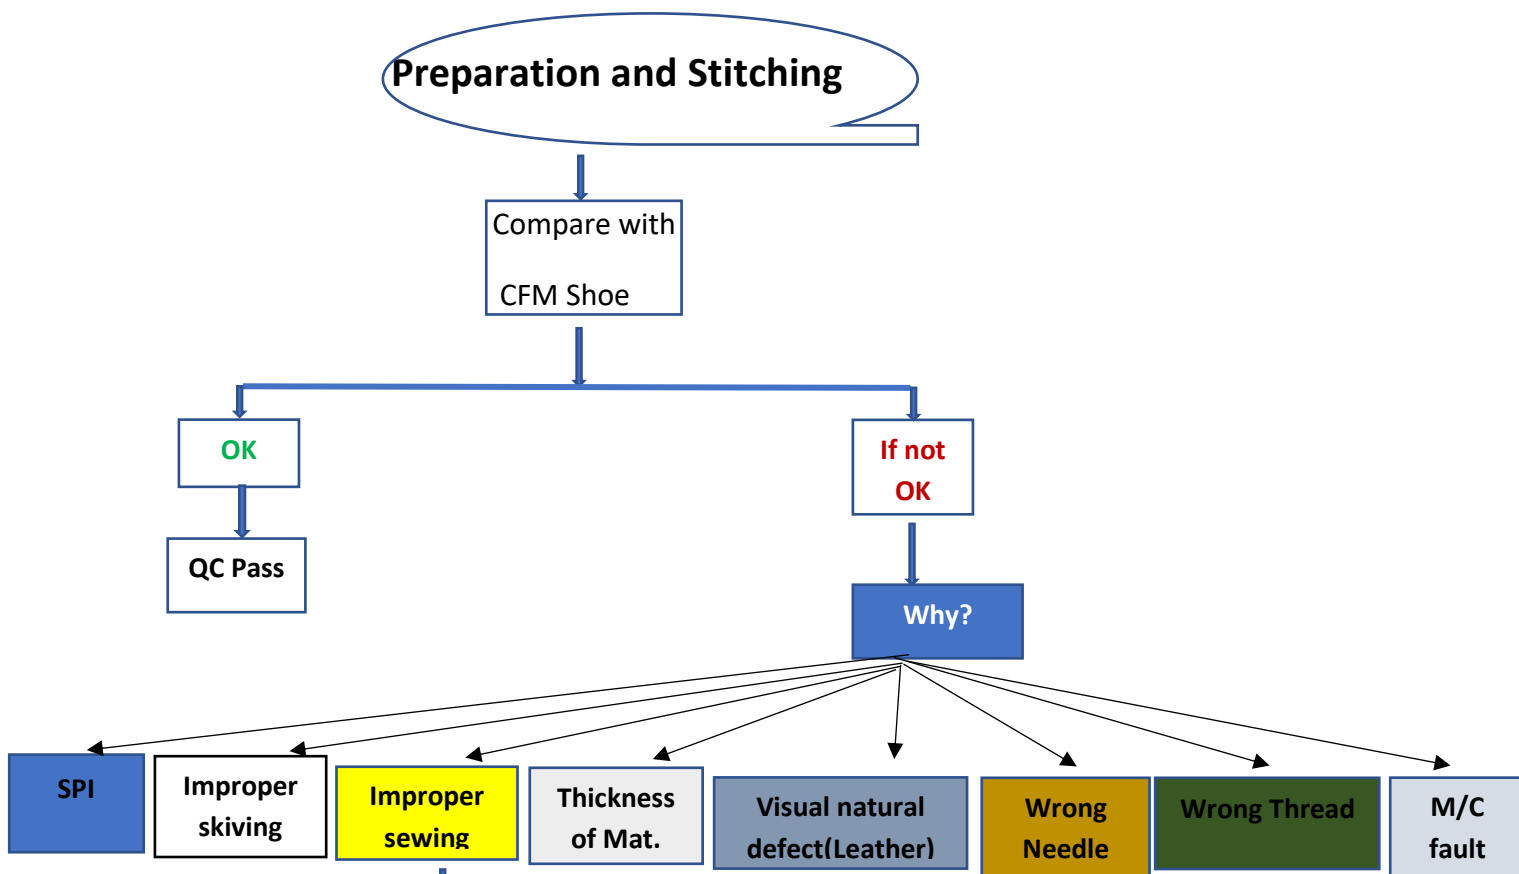 Preparation and Stitching
Compare with
CFM Shoe
OK
If not
OK
QC Pass
Why?
SPI
Improper
skiving
Improper
sewing
Thickness
of Mat.
Visual natural
defect(Leather)
Wrong
Needle
Wrong Thread
M/C
fault